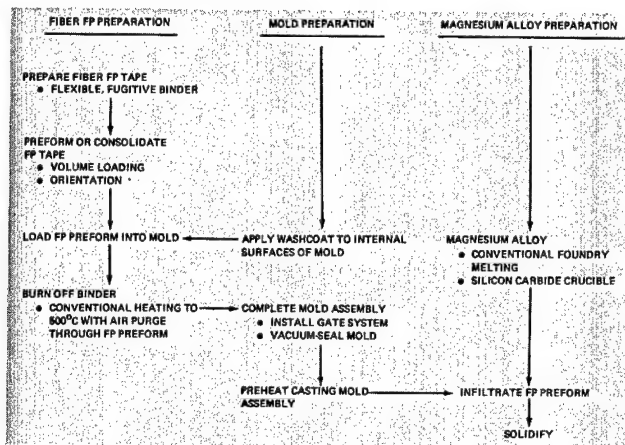 FIBER FP PREPARATION
MOLD PREPARATION
MAGNESIUM ALLOY PREPARATION
PREPARE FIBER FP TAPE
• FLEXIBLE, FUGITIVE BINDER
PREFORM OR CONSOLIDATE
FP TAPE
• VOLUME LOADING
• ORIENTATION
LOAD FP PREFORM INTO MOLD
APPLY WASHCOAT TO INTERNAL
SURFACES OF MOLD
MAGNESIUM ALLOY
• CONVENTIONAL FOUNDRY
MELTING
• SILICON CARBIDE CRUCIBLE
BURN OFF BINDER
• CONVENTIONAL HEATING TO
500°C WITH AIR PURGE
THROUGH FP PREFORM
COMPLETE MOLD ASSEMBLY
• INSTALL GATE SYSTEM
• VACUUM-SEAL MOLD
PREHEAT CASTING MOLD
ASSEMBLY
INFILTRATE FP PREFORM
SOLIDIFY